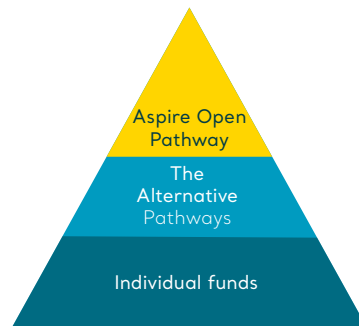 Aspire Open
Pathway
The
Alternative
Pathways
Individual funds